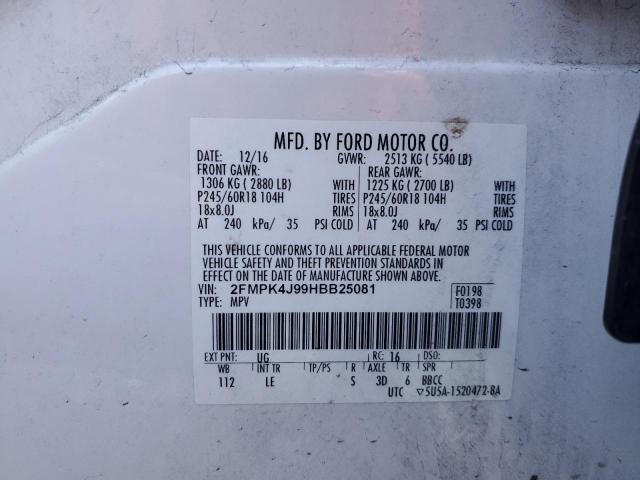 MFD. BY FORD MOTOR CO.
DATE: 12/16 GVWR: 2513 KG ( 5540 LB)
FRONT GAWR: REAR GAWR:
1306 KG ( 2880 LB) WITH 1225 KG ( 2700 LB) WITH
P245/60R18 104H TIRES P245/60R18 104H TIRES
18x8.0J RIMS 18x8.0J RIMS
AT 240 kPa/ 35 PSI COLD AT 240 kPa/ 35 PSI COLD
THIS VEHICLE CONFORMS TO ALL APPLICABLE FEDERAL MOTOR
VEHICLE SAFETY AND THEFT PREVENTION STANDARDS IN
EFFECT ON THE DATE OF MANUFACTURE SHOWN ABOVE.
VIN: 2FMPK4J99HBB25081 F0198
TYPE: MPV T0398
EXT PNT: UG RC: 16 DSO:
WB INT TR TP/PS R AXLE TR SPR
112 LE S 3D 6 BBCC
UTC ▽5U5A-1520472-BA